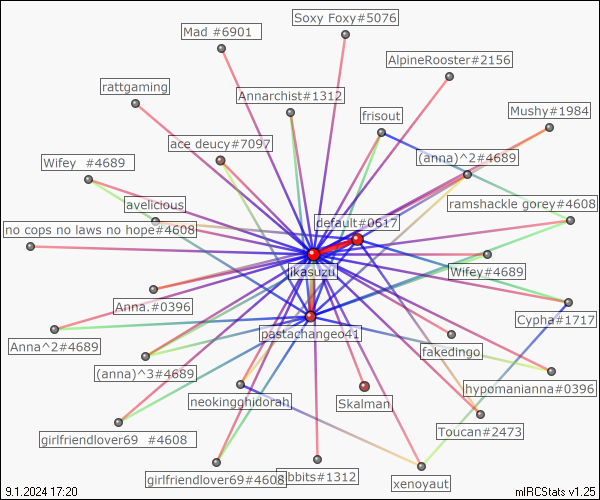 Soxy Foxy#5076
Mad #6901
AlpineRooster#2156
rattgaming
Annarchist#1312
Mushy#1984
frisout
ace deucy#7097
(anna)^2#4689
Wifey  #4689
avelicious
ramshackle gorey#4608
default#0617
no cops no laws no hope#4608
ikasuzu
Wifey#4689
Anna.#0396
Cypha#1717
pastachangeo41
Anna^2#4689
fakedingo
(anna)^3#4689
hypomanianna#0396
neokingghidorah
Skalman
Toucan#2473
girlfriendlover69  #4608
girlfriendlover69#4608
ibbits#1312
xenoyaut
9.1.2024 17:20
mIRCStats v1.25